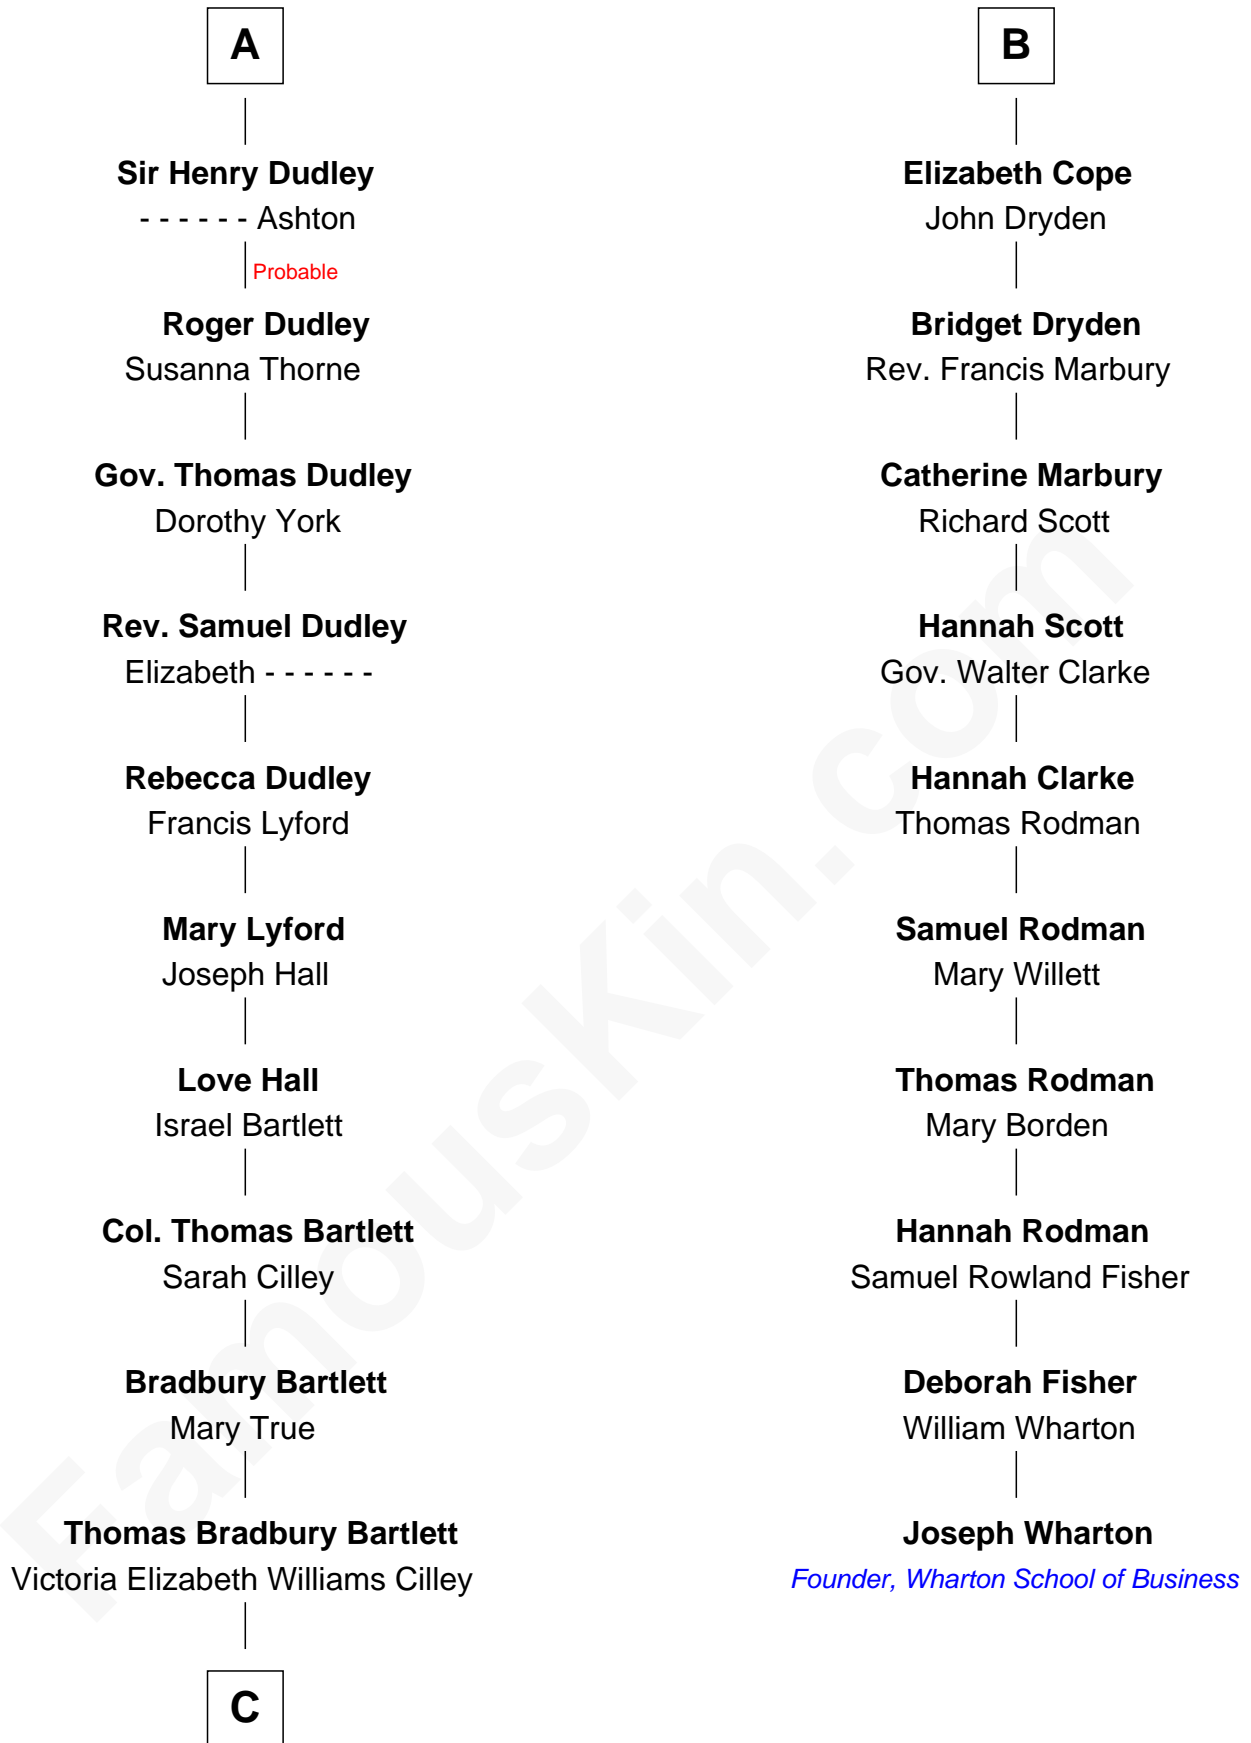 A
Sir Henry Dudley
- - - - - - Ashton
Probable
Roger Dudley
Susanna Thorne
Gov. Thomas Dudley
Dorothy York
Rev. Samuel Dudley
Elizabeth - - - - - -
Rebecca Dudley
Francis Lyford
Mary Lyford
Joseph Hall
Love Hall
Israel Bartlett
Col. Thomas Bartlett
Sarah Cilley
Bradbury Bartlett
Mary True
Thomas Bradbury Bartlett
Victoria Elizabeth Williams Cilley
C
B
Elizabeth Cope
John Dryden
Bridget Dryden
Rev. Francis Marbury
Catherine Marbury
Richard Scott
Hannah Scott
Gov. Walter Clarke
Hannah Clarke
Thomas Rodman
Samuel Rodman
Mary Willett
Thomas Rodman
Mary Borden
Hannah Rodman
Samuel Rowland Fisher
Deborah Fisher
William Wharton
Joseph Wharton
Founder, Wharton School of Business
FamousKin.com